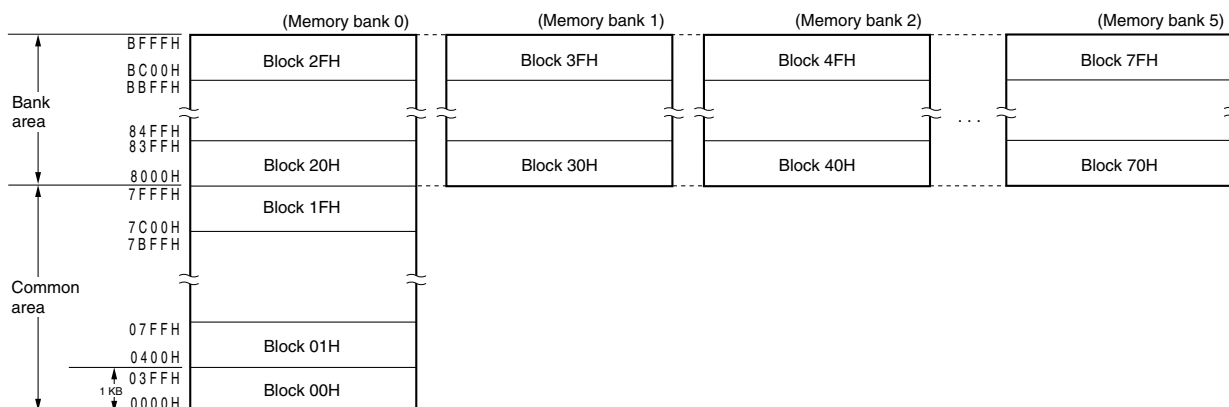 (Memory bank 0) (Memory bank 1) (Memory bank 2) (Memory bank 5)
BFFFH
Block 2FH Block 3FH Block 4FH Block 7FH
BC00H
BBFFH
Bank
area
. . .
84FFH
83FFH
Block 20H Block 30H Block 40H Block 70H
8000H
7FFFH
Block 1FH
7C00H
7BFFH
Common
area
07FFH
Block 01H
0400H
03FFH
1 KB
Block 00H
0000H